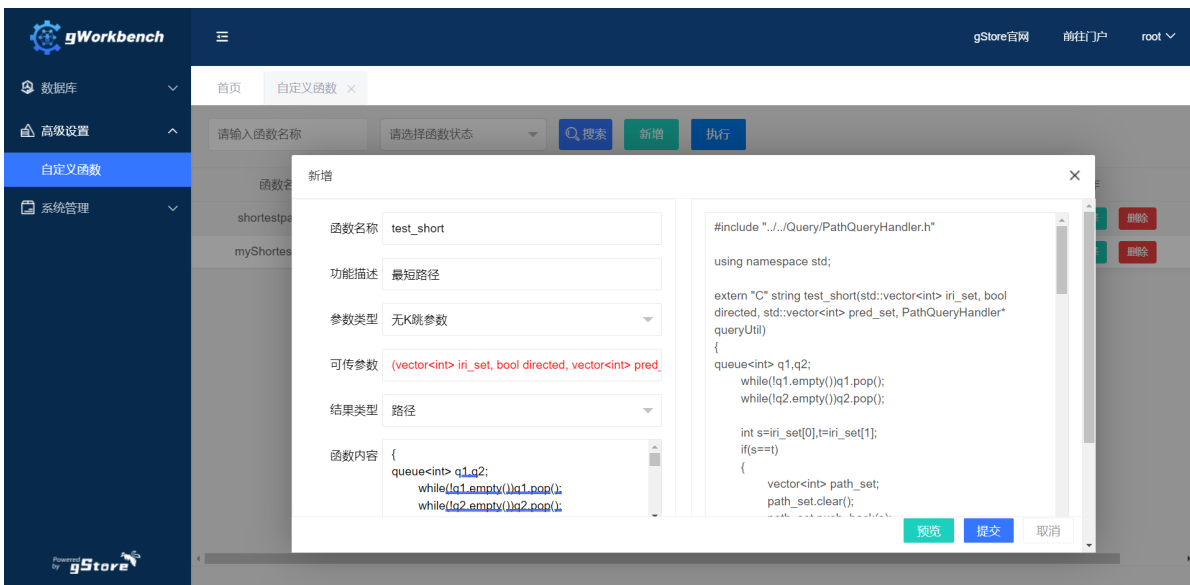 gWorkbench
gStore官网
前往门户
root
数据库
首页
自定义函数
高级设置
请输入函数名称
请选择函数状态
搜索
新增
执行
自定义函数
系统管理
函数名
shortestpa
myShortes
删除
删除
新增
函数名称
test_short
功能描述
最短路径
参数类型
无K跳参数
可传参数
(vector<int> iri_set, bool directed, vector<int> pred_
结果类型
路径
函数内容
{
queue<int> q1,q2;
while(!q1.empty())q1.pop();
while(!q2.empty())q2.pop();
#include "../../Query/PathQueryHandler.h"
using namespace std;
extern "C" string test_short(std::vector<int> iri_set, bool
directed, std::vector<int> pred_set, PathQueryHandler*
queryUtil)
{
queue<int> q1,q2;
while(!q1.empty())q1.pop();
while(!q2.empty())q2.pop();
int s=iri_set[0],t=iri_set[1];
if(s==t)
{
vector<int> path_set;
path_set.clear();
预览
提交
取消
Powered
by gStore